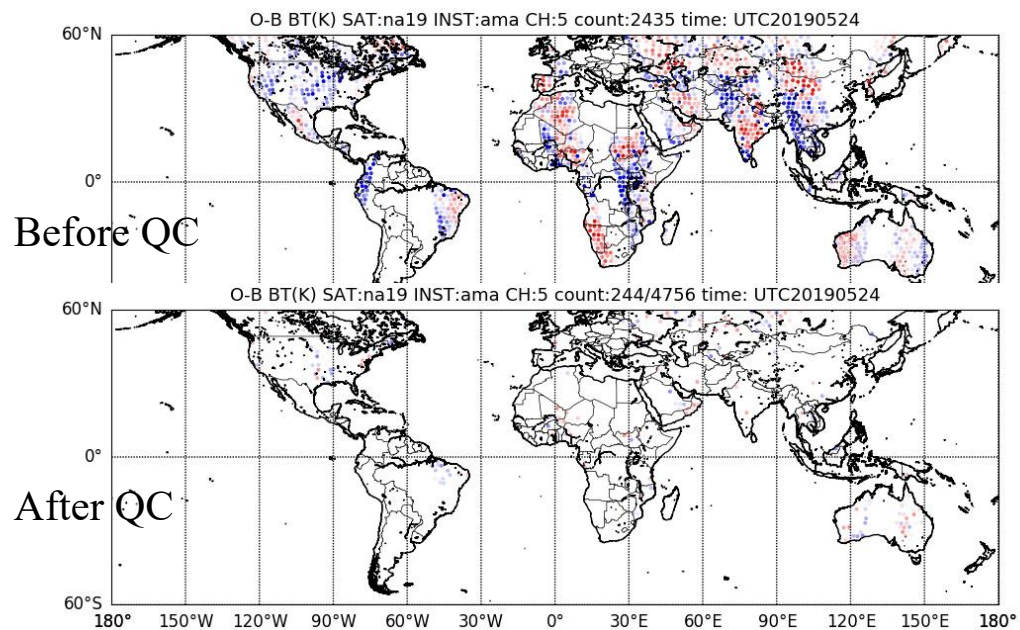 O-B BT(K) SAT:na19 INST:ama CH:5 count:2435 time: UTC20190524
60°N
0°
Before QC
O-B BT(K) SAT:na19 INST:ama CH:5 count:244/4756 time: UTC20190524
60°N
0°
After QC
60°S
180° 150°W 120°W 90°W 60°W 30°W 0° 30°E 60°E 90°E 120°E 150°E 180°